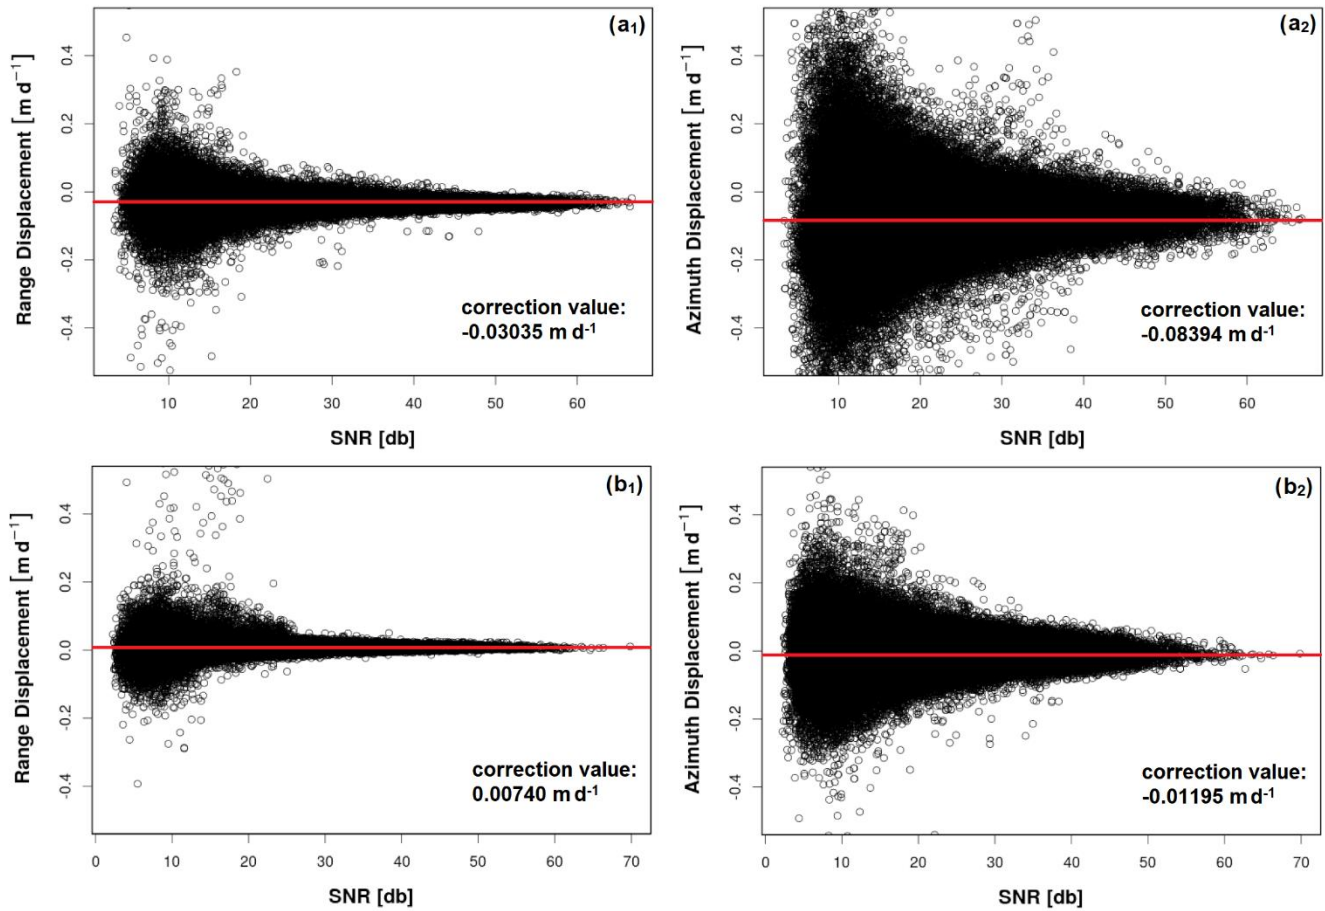 (a₁)
Range Displacement [m d⁻¹]
0.4
0.2
0.0
-0.2
-0.4
correction value:
-0.03035 m d⁻¹
10 20 30 40 50 60
SNR [db]
(a₂)
Azimuth Displacement [m d⁻¹]
0.4
0.2
0.0
-0.2
-0.4
correction value:
-0.08394 m d⁻¹
10 20 30 40 50 60
SNR [db]
(b₁)
Range Displacement [m d⁻¹]
0.4
0.2
0.0
-0.2
-0.4
correction value:
0.00740 m d⁻¹
0 10 20 30 40 50 60 70
SNR [db]
(b₂)
Azimuth Displacement [m d⁻¹]
0.4
0.2
0.0
-0.2
-0.4
correction value:
-0.01195 m d⁻¹
0 10 20 30 40 50 60 70
SNR [db]